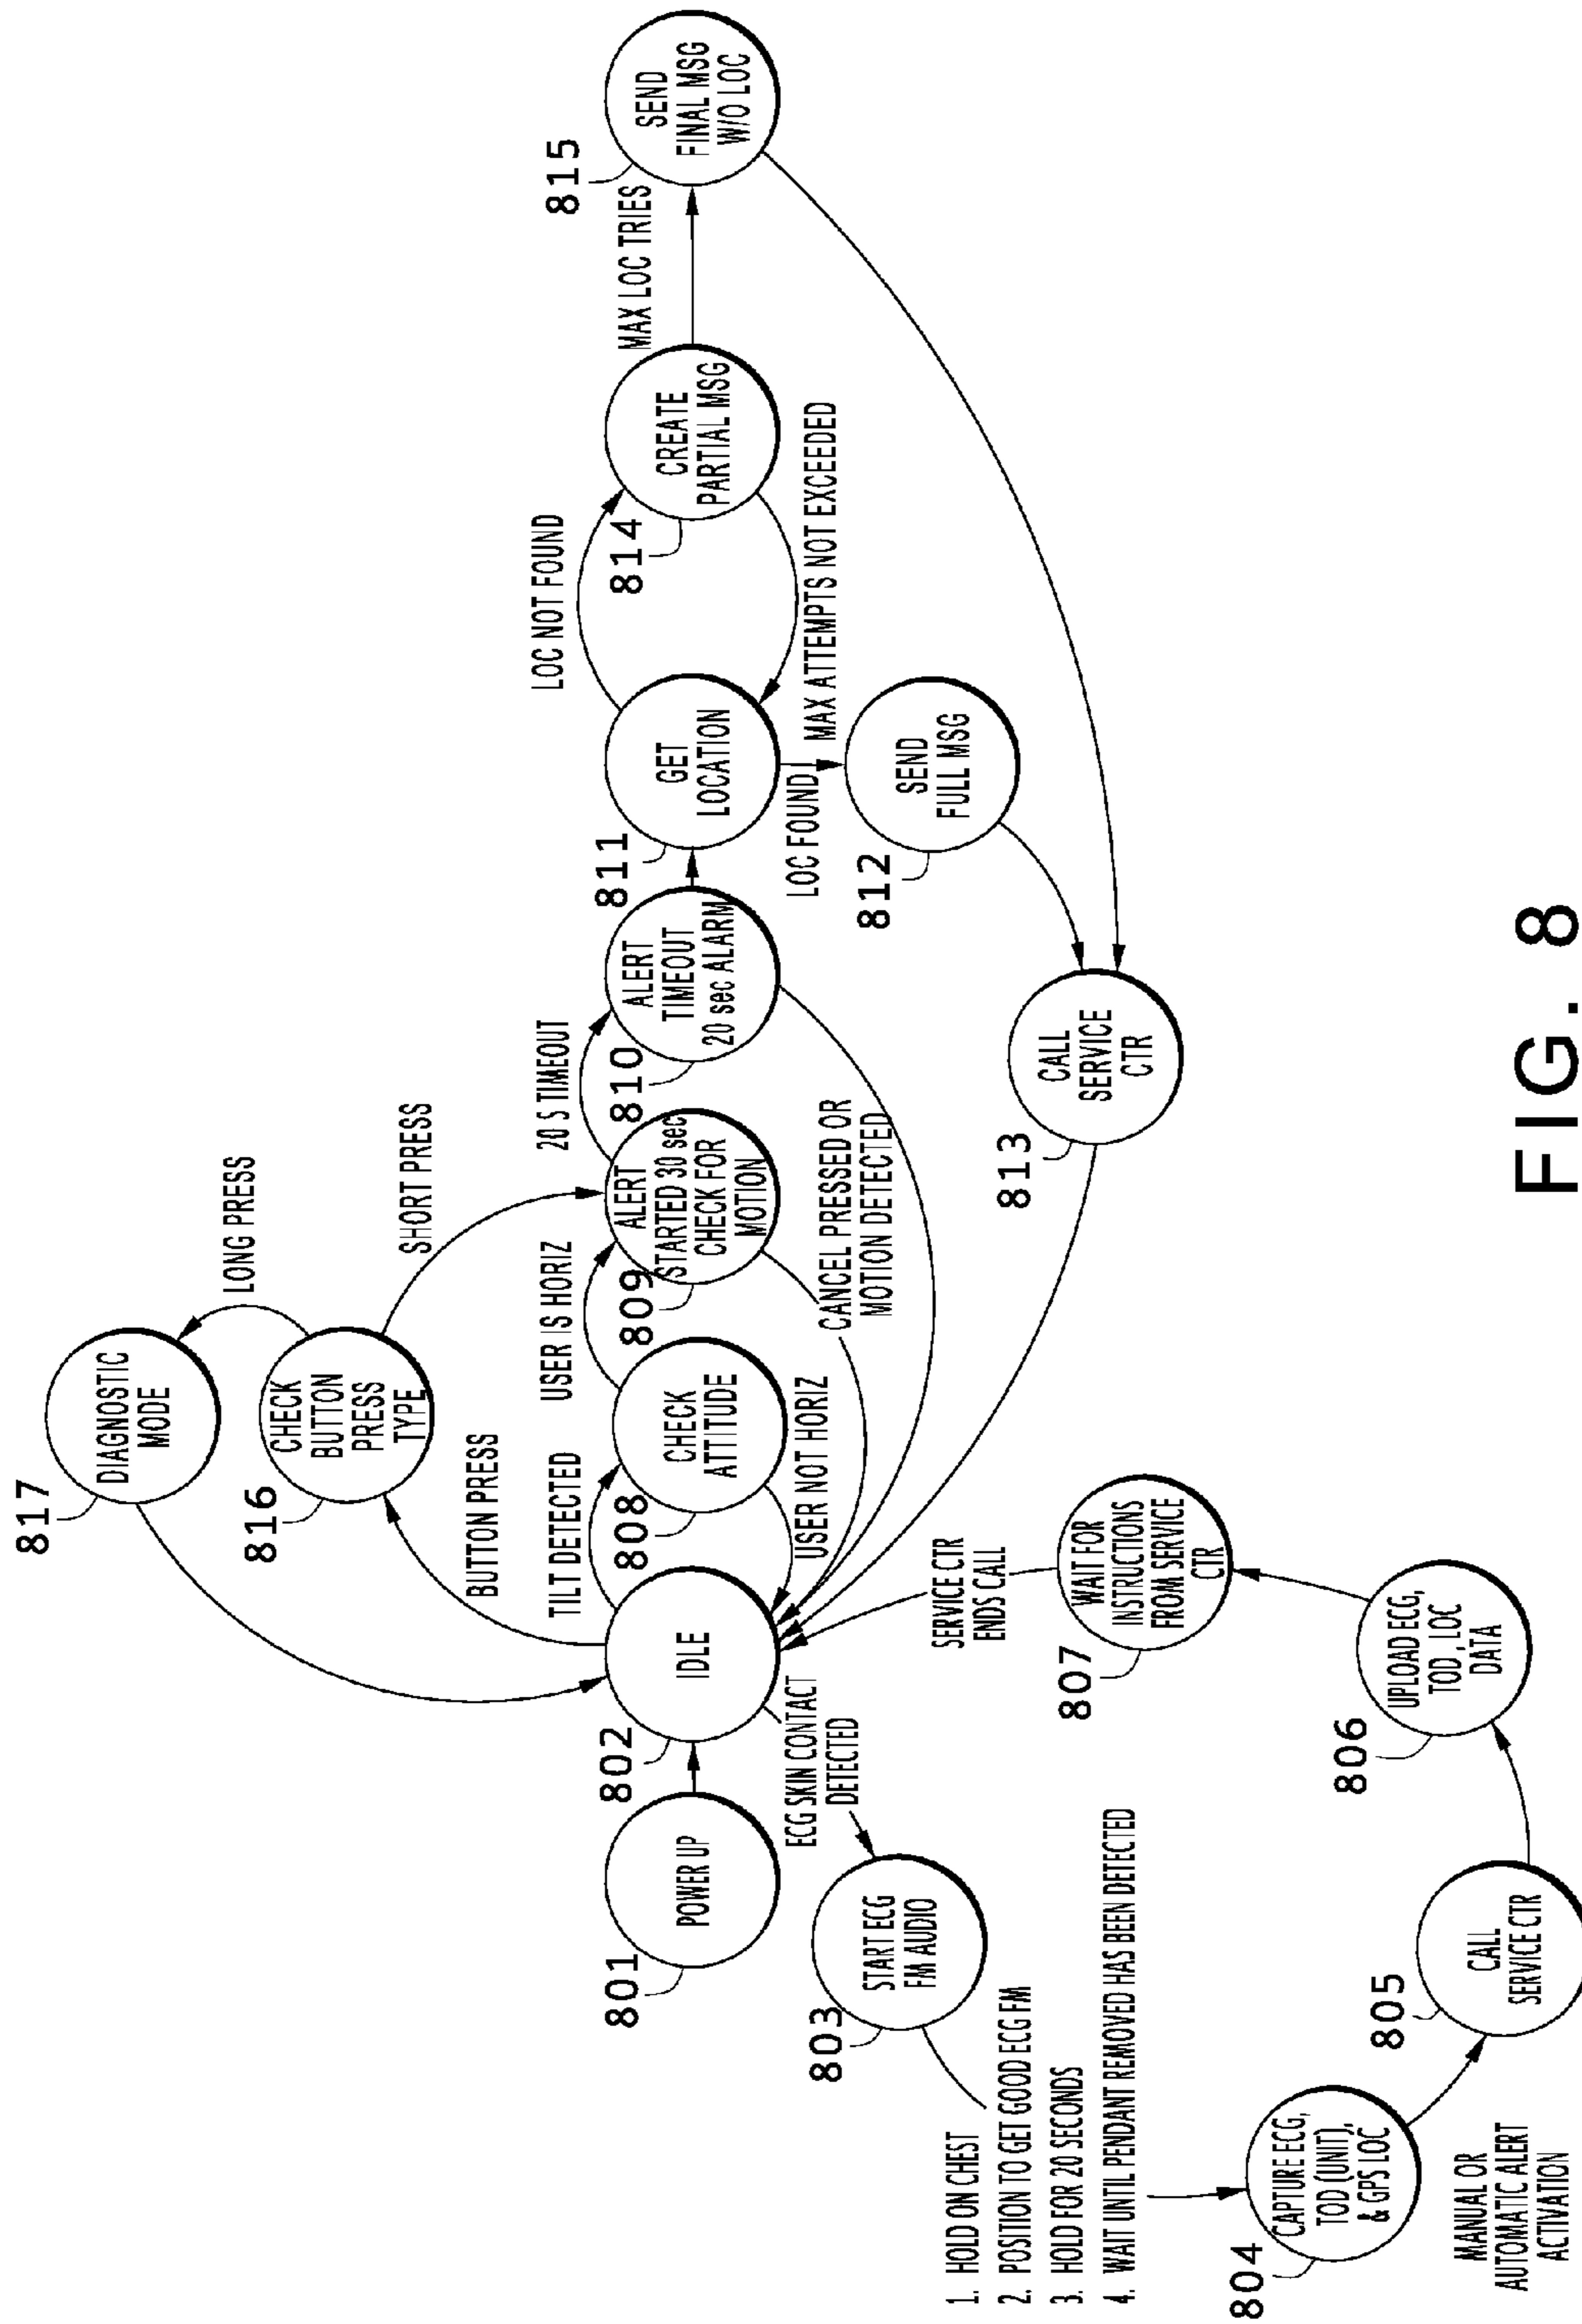 817
DIAGNOSTIC
MODE
LONG PRESS
816
CHECK
BUTTON
PRESS
TYPE
SHORT PRESS
BUTTON PRESS
801
POWER UP
802
IDLE
TILT DETECTED
808
CHECK
ATTITUDE
USER NOT HORIZ
USER IS HORIZ
809
ALERT
STARTED 30 sec
CHECK FOR
MOTION
20 S TIMEOUT
810
ALERT
TIMEOUT
20 sec ALARM
CANCEL PRESSED OR
MOTION DETECTED
811
GET
LOCATION
LOC NOT FOUND
814
CREATE
PARTIAL MSG
MAX ATTEMPTS NOT EXCEEDED
MAX LOC TRIES
815
SEND
FINAL MSG
W/O LOC
LOC FOUND
812
SEND
FULL MSG
813
CALL
SERVICE
CTR
ECG SKIN CONTACT
DETECTED
803
START ECG
FM AUDIO
1. HOLD ON CHEST
2. POSITION TO GET GOOD ECG FM
3. HOLD FOR 20 SECONDS
4. WAIT UNTIL PENDANT REMOVED HAS BEEN DETECTED
804
CAPTURE ECG,
TOD (UNIT),
& GPS LOC
MANUAL OR
AUTOMATIC ALERT
ACTIVATION
805
CALL
SERVICE CTR
806
UPLOAD ECG,
TOD, LOC
DATA
807
WAIT FOR
INSTRUCTIONS
FROM SERVICE
CTR
SERVICE CTR
ENDS CALL
FIG. 8